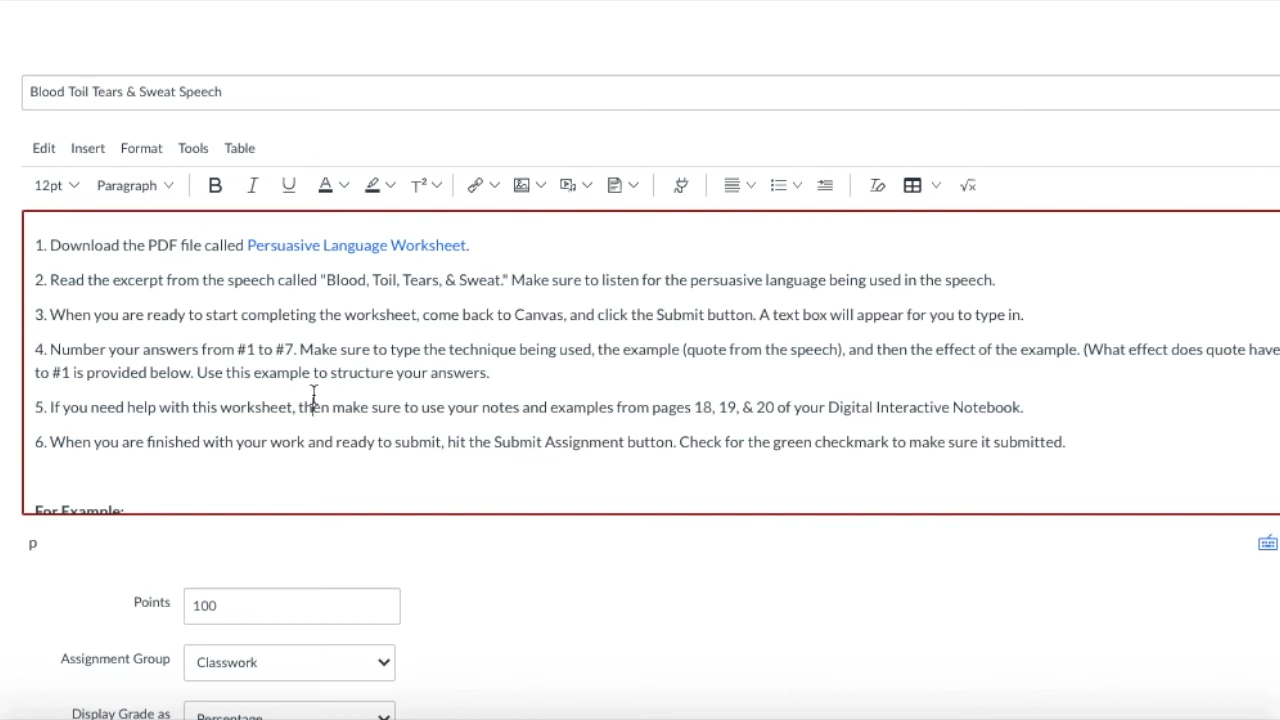 Blood Toil Tears & Sweat Speech
Edit Insert Format Tools Table
12pt Paragraph B I U A T²
1. Download the PDF file called Persuasive Language Worksheet.
2. Read the excerpt from the speech called "Blood, Toil, Tears, & Sweat." Make sure to listen for the persuasive language being used in the speech.
3. When you are ready to start completing the worksheet, come back to Canvas, and click the Submit button. A text box will appear for you to type in.
4. Number your answers from #1 to #7. Make sure to type the technique being used, the example (quote from the speech), and then the effect of the example. (What effect does quote have
to #1 is provided below. Use this example to structure your answers.
5. If you need help with this worksheet, then make sure to use your notes and examples from pages 18, 19, & 20 of your Digital Interactive Notebook.
6. When you are finished with your work and ready to submit, hit the Submit Assignment button. Check for the green checkmark to make sure it submitted.
For Example:
p
Points 100
Assignment Group Classwork
Display Grade as Percentage